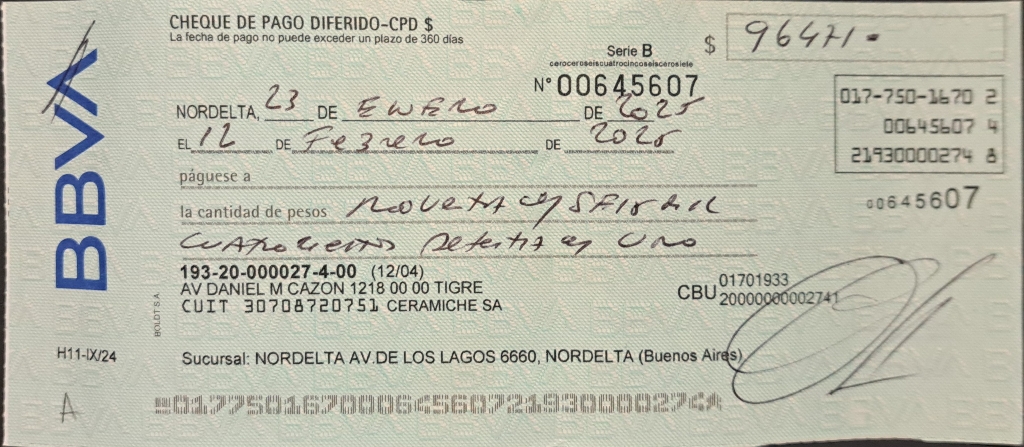 BBVA
CHEQUE DE PAGO DIFERIDO-CPD $
La fecha de pago no puede exceder un plazo de 360 días
$ 96471.-
Serie B
ceroceroseiscuatrocincoseiscerosiete
N° 00645607
017-750-1670 2
00645607 4
21930000274 8
NORDELTA, 23 DE ENERO DE 2025
EL 12 DE Febrero DE 2025
00645607
páguese a
la cantidad de pesos Noventa y SEIS MIL
CUATROCIENTOS Setenta y UNO
193-20-000027-4-00 (12/04)
AV DANIEL M CAZON 1218 00 00 TIGRE
CUIT 30708720751 CERAMICHE SA
CBU 01701933
20000000002741
BOLDT S.A.
H11-IX/24
Sucursal: NORDELTA AV.DE LOS LAGOS 6660, NORDELTA (Buenos Aires)
A
01775016700064560721930000274